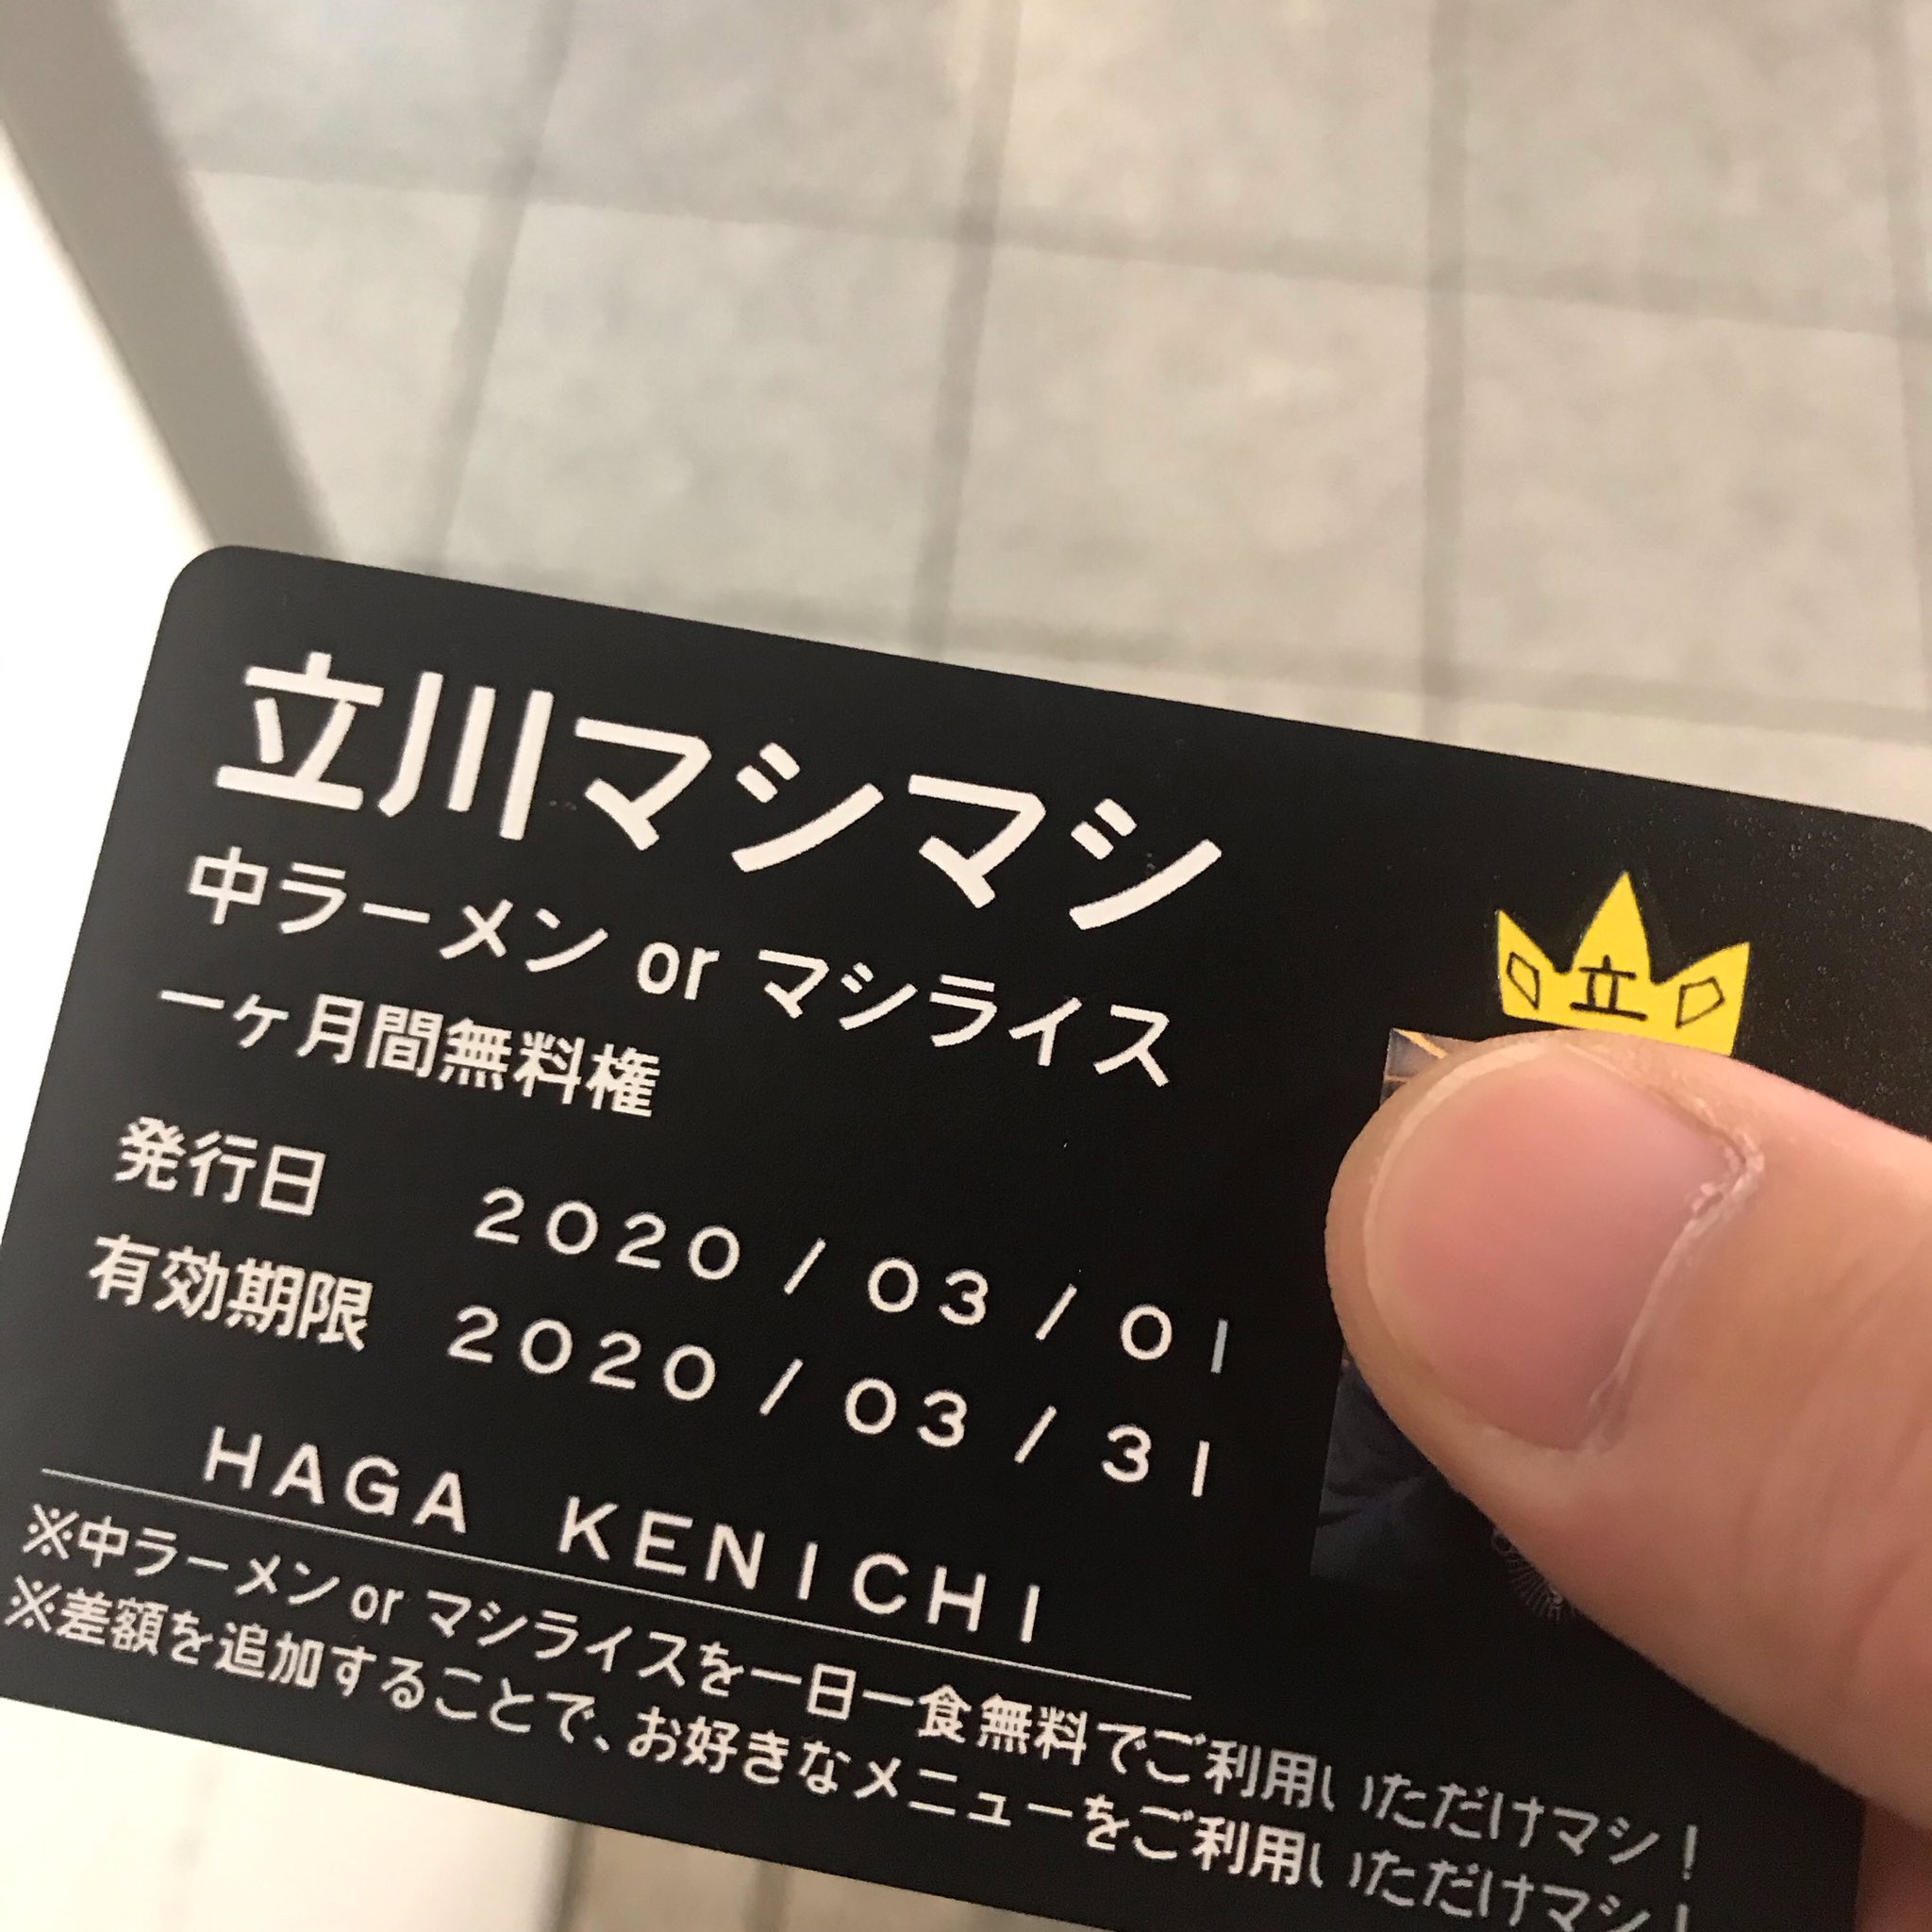 立川マシマシ
中ラーメン or マシライス
一ヶ月間無料権
立
発行日 2020/03/01
有効期限 2020/03/31
HAGA KENICHI
※中ラーメン or マシライスを一日一食無料でご利用いただけマシ！
※差額を追加することで、お好きなメニューをご利用いただけマシ！